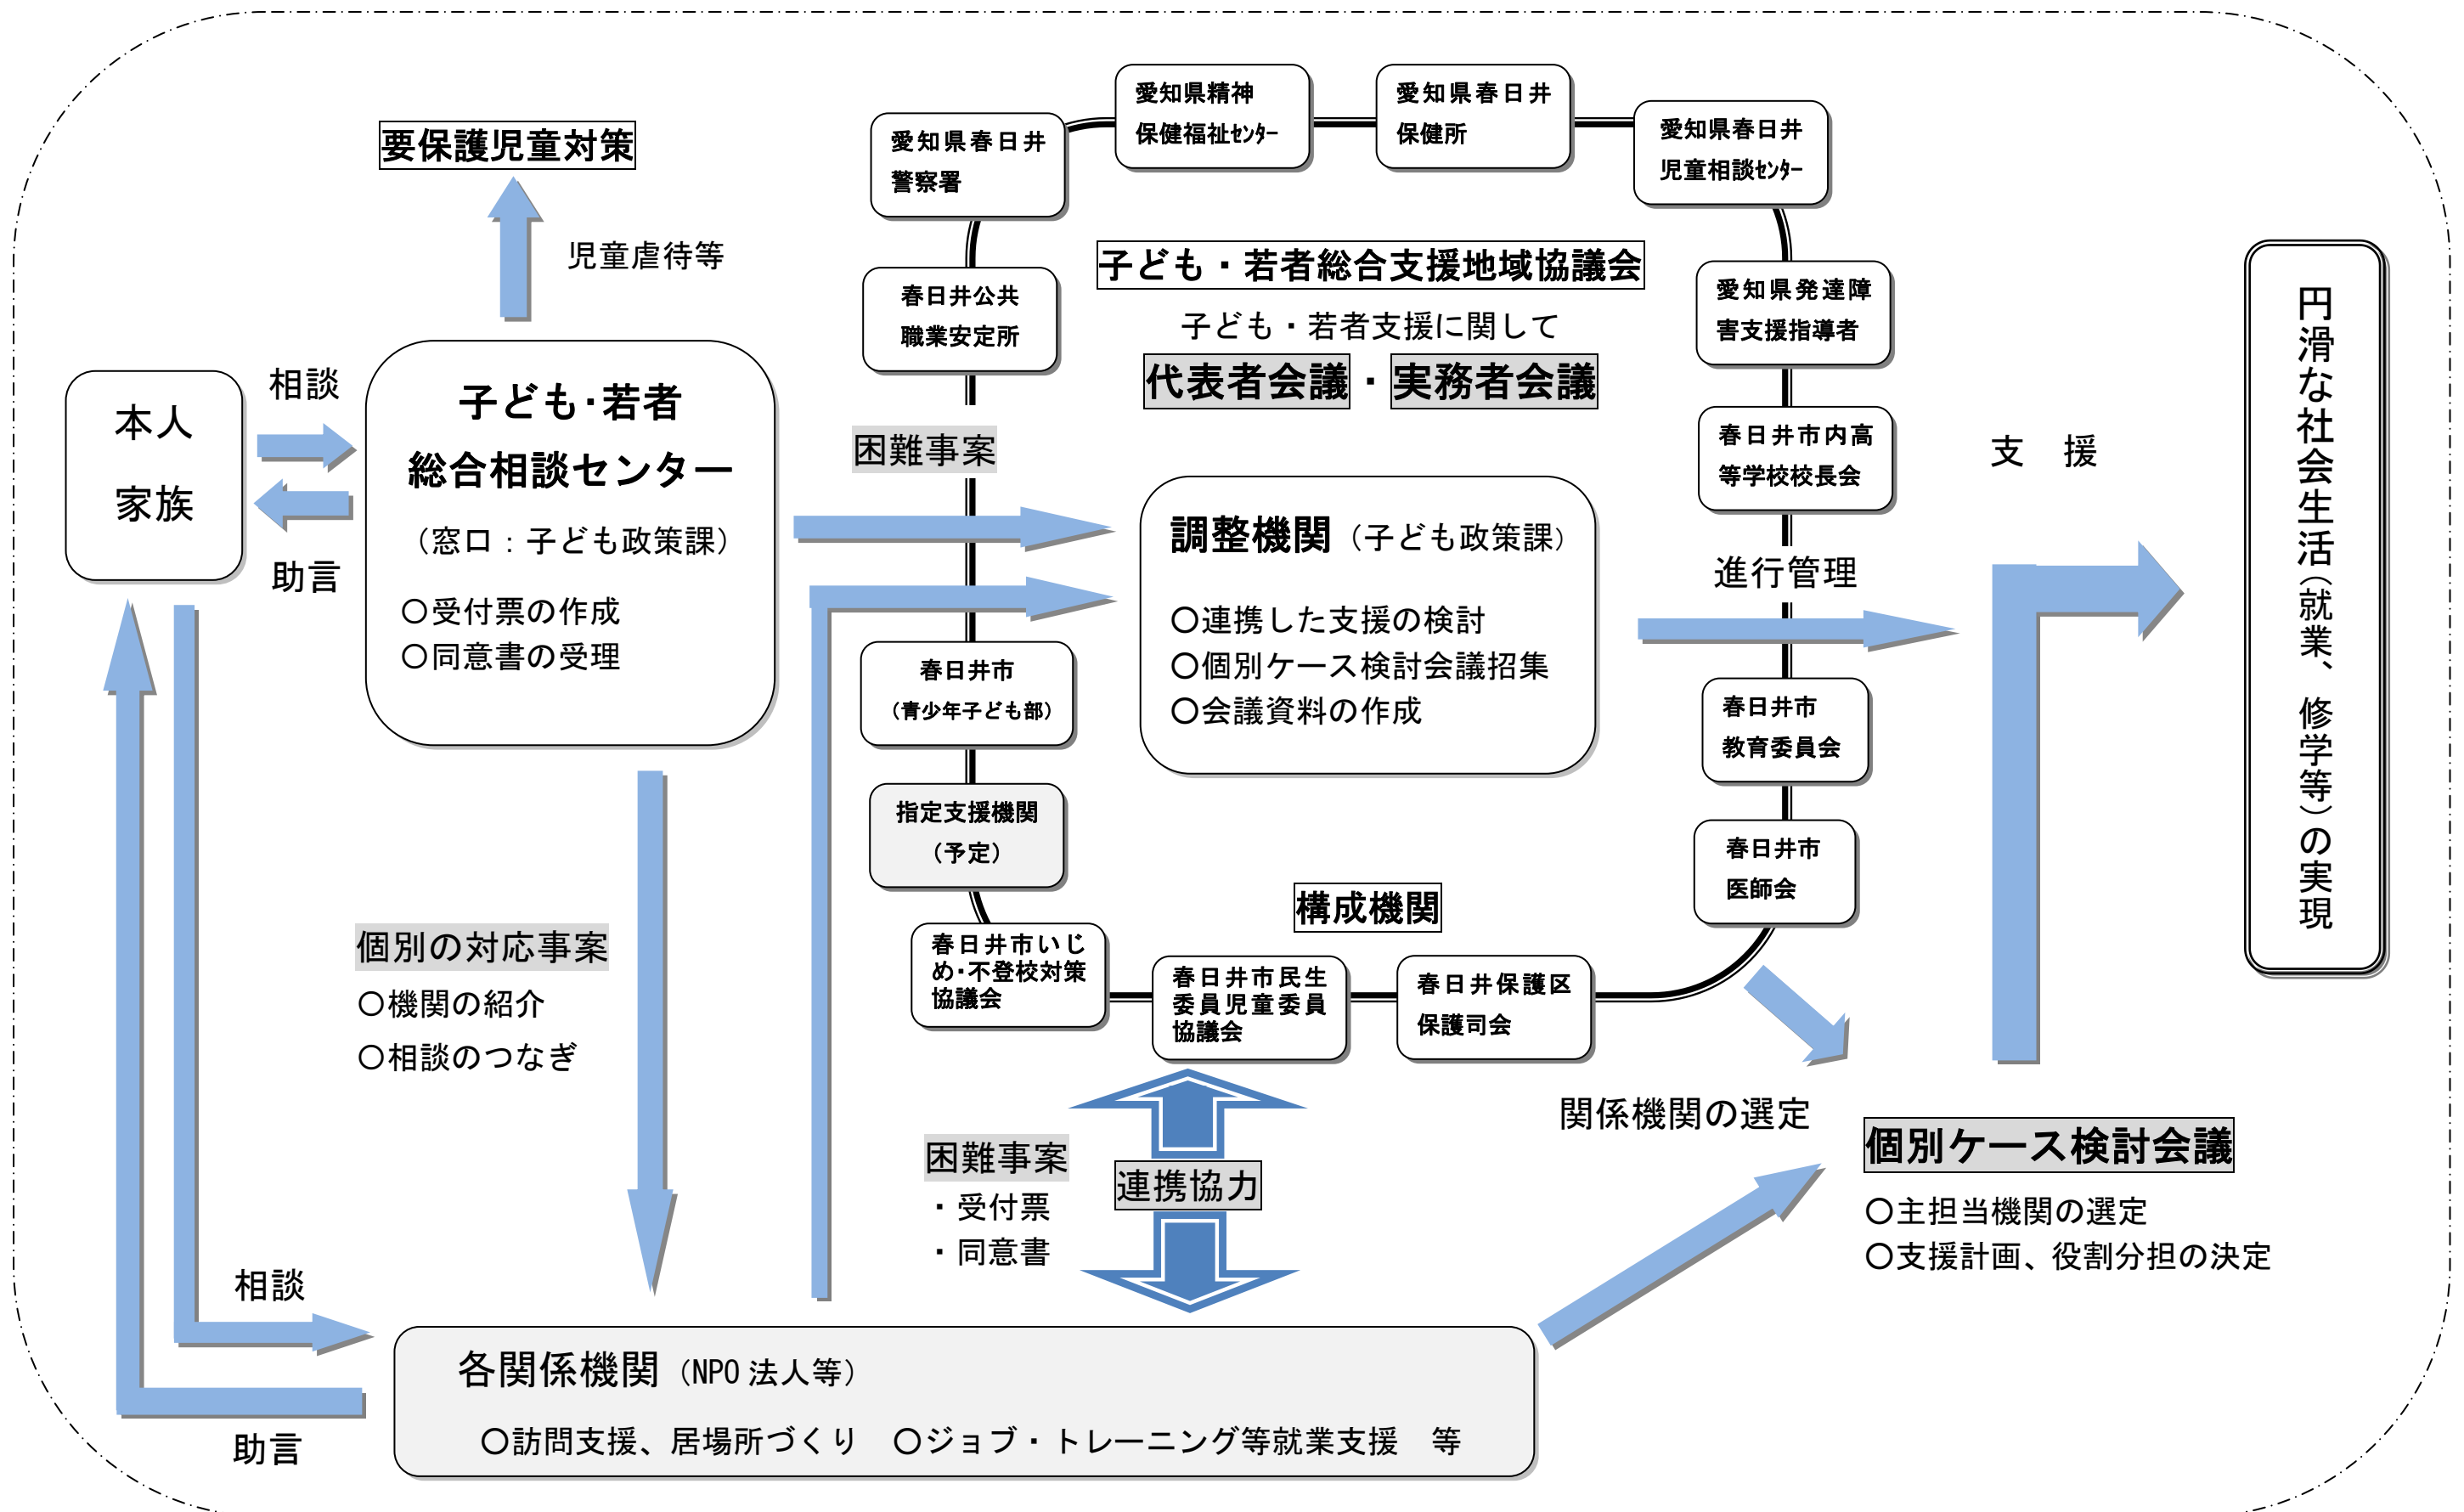 要保護児童対策
児童虐待等
本人
家族
相談
助言
子ども・若者
総合相談センター
（窓口：子ども政策課）
〇受付票の作成
〇同意書の受理
個別の対応事案
〇機関の紹介
〇相談のつなぎ
相談
助言
愛知県春日井
警察署
愛知県精神
保健福祉ｾﾝﾀｰ
愛知県春日井
保健所
愛知県春日井
児童相談ｾﾝﾀｰ
春日井公共
職業安定所
子ども・若者総合支援地域協議会
子ども・若者支援に関して
代表者会議・実務者会議
愛知県発達障
害支援指導者
春日井市内高
等学校校長会
困難事案
調整機関（子ども政策課）
〇連携した支援の検討
〇個別ケース検討会議招集
〇会議資料の作成
進行管理
春日井市
（青少年子ども部）
指定支援機関
（予定）
春日井市
教育委員会
春日井市
医師会
構成機関
春日井市いじ
め・不登校対策
協議会
春日井市民生
委員児童委員
協議会
春日井保護区
保護司会
困難事案
・受付票
・同意書
連携協力
関係機関の選定
個別ケース検討会議
〇主担当機関の選定
〇支援計画、役割分担の決定
支　援
円滑な社会生活（就業、修学等）の実現
各関係機関（NPO 法人等）
〇訪問支援、居場所づくり　〇ジョブ・トレーニング等就業支援　等